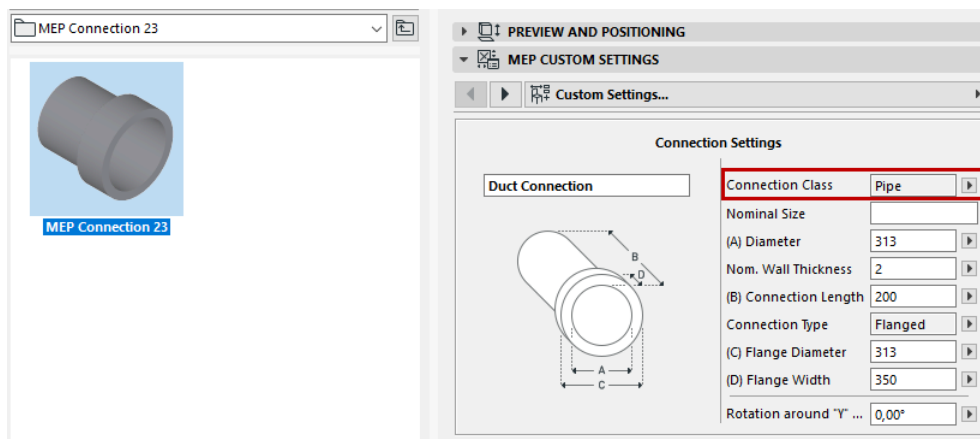 MEP Connection 23
MEP Connection 23
PREVIEW AND POSITIONING
MEP CUSTOM SETTINGS
Custom Settings...
Connection Settings
Duct Connection
B
D
A
C
Connection Class Pipe
Nominal Size
(A) Diameter 313
Nom. Wall Thickness 2
(B) Connection Length 200
Connection Type Flanged
(C) Flange Diameter 313
(D) Flange Width 350
Rotation around "Y" ... 0,00°